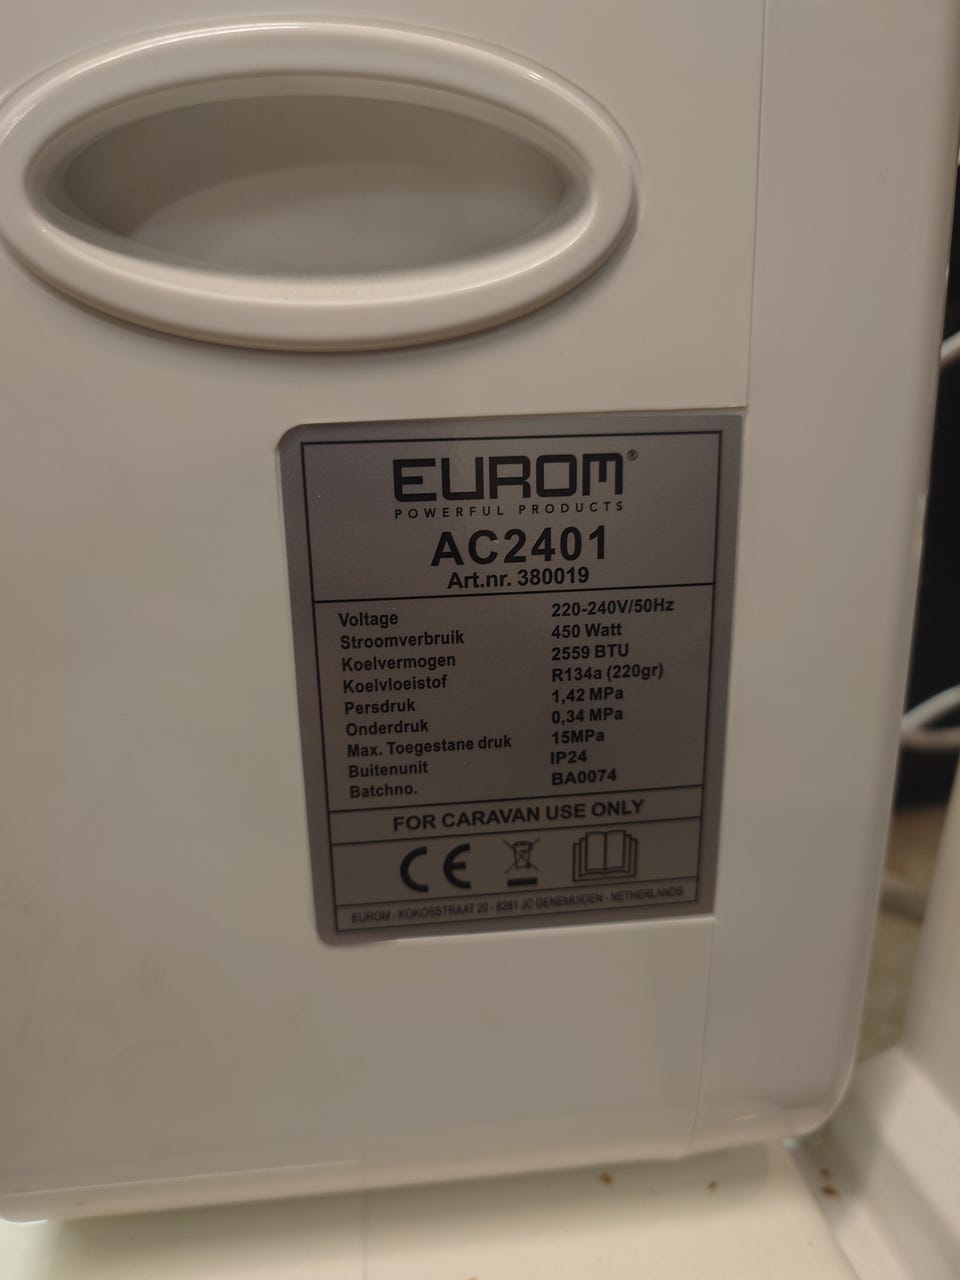 EUROM®
POWERFUL PRODUCTS
AC2401
Art.nr. 380019
Voltage 220-240V/50Hz
Stroomverbruik 450 Watt
Koelvermogen 2559 BTU
Koelvloeistof R134a (220gr)
Persdruk 1,42 MPa
Onderdruk 0,34 MPa
Max. Toegestane druk 15MPa
Buitenunit IP24
Batchno. BA0074
FOR CARAVAN USE ONLY
CE
EUROM - KOKOSSTRAAT 20 - 8281 JC GENEMUIDEN - NETHERLANDS